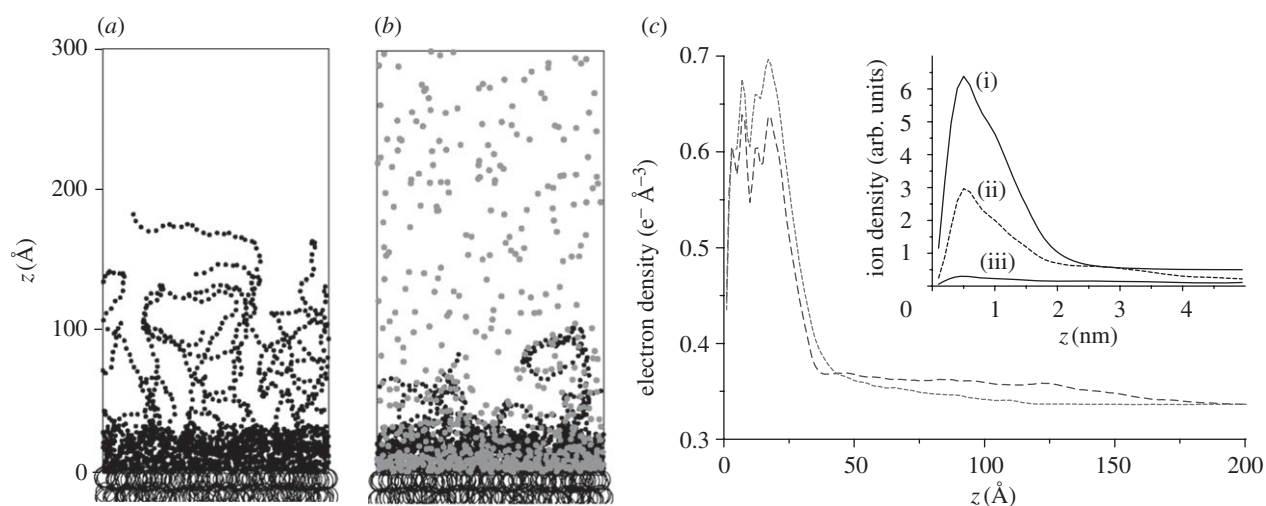 (a)
300
200
100
0
z (Å)
(b)
(c)
0.7
0.6
0.5
0.4
0.3
electron density (e⁻ Å⁻³)
0
50
100
150
200
z (Å)
6
5
4
3
2
1
0
ion density (arb. units)
(i)
(ii)
(iii)
1
2
3
4
z (nm)